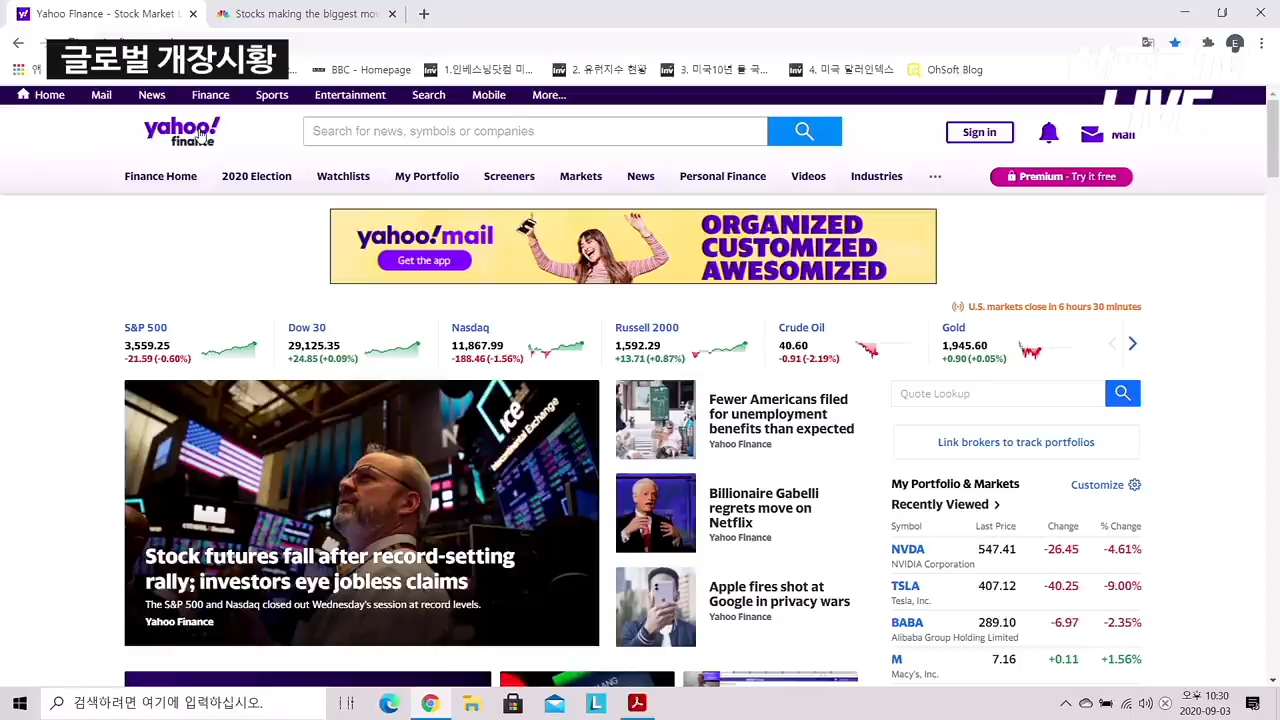 Yahoo Finance - Stock Market
Stocks making the biggest mov
글로벌 개장시황
E
BBC - Homepage
Inv 1.인베스팅닷컴 미...
Inv 2. 유럽지수 현황
Inv 3. 미국10년 물 국...
Inv 4. 미국 달러인덱스
OhSoft Blog
LIVE
Home Mail News Finance Sports Entertainment Search Mobile More...
yahoo!
finance
Search for news, symbols or companies
Sign in
Mail
Finance Home 2020 Election Watchlists My Portfolio Screeners Markets News Personal Finance Videos Industries ...
Premium - Try it free
yahoo!mail
Get the app
ORGANIZED
CUSTOMIZED
AWESOMIZED
U.S. markets close in 6 hours 30 minutes
S&P 500
3,559.25
-21.59 (-0.60%)
Dow 30
29,125.35
+24.85 (+0.09%)
Nasdaq
11,867.99
-188.46 (-1.56%)
Russell 2000
1,592.29
+13.71 (+0.87%)
Crude Oil
40.60
-0.91 (-2.19%)
Gold
1,945.60
+0.90 (+0.05%)
ICE
Stock futures fall after record-setting
rally; investors eye jobless claims
The S&P 500 and Nasdaq closed out Wednesday's session at record levels.
Yahoo Finance
Fewer Americans filed
for unemployment
benefits than expected
Yahoo Finance
Billionaire Gabelli
regrets move on
Netflix
Yahoo Finance
Apple fires shot at
Google in privacy wars
Yahoo Finance
Quote Lookup
Link brokers to track portfolios
My Portfolio & Markets
Customize
Recently Viewed
Symbol Last Price Change % Change
NVDA 547.41 -26.45 -4.61%
NVIDIA Corporation
TSLA 407.12 -40.25 -9.00%
Tesla, Inc.
BABA 289.10 -6.97 -2.35%
Alibaba Group Holding Limited
M 7.16 +0.11 +1.56%
Macy's, Inc.
검색하려면 여기에 입력하십시오.
오후 10:30
2020-09-03